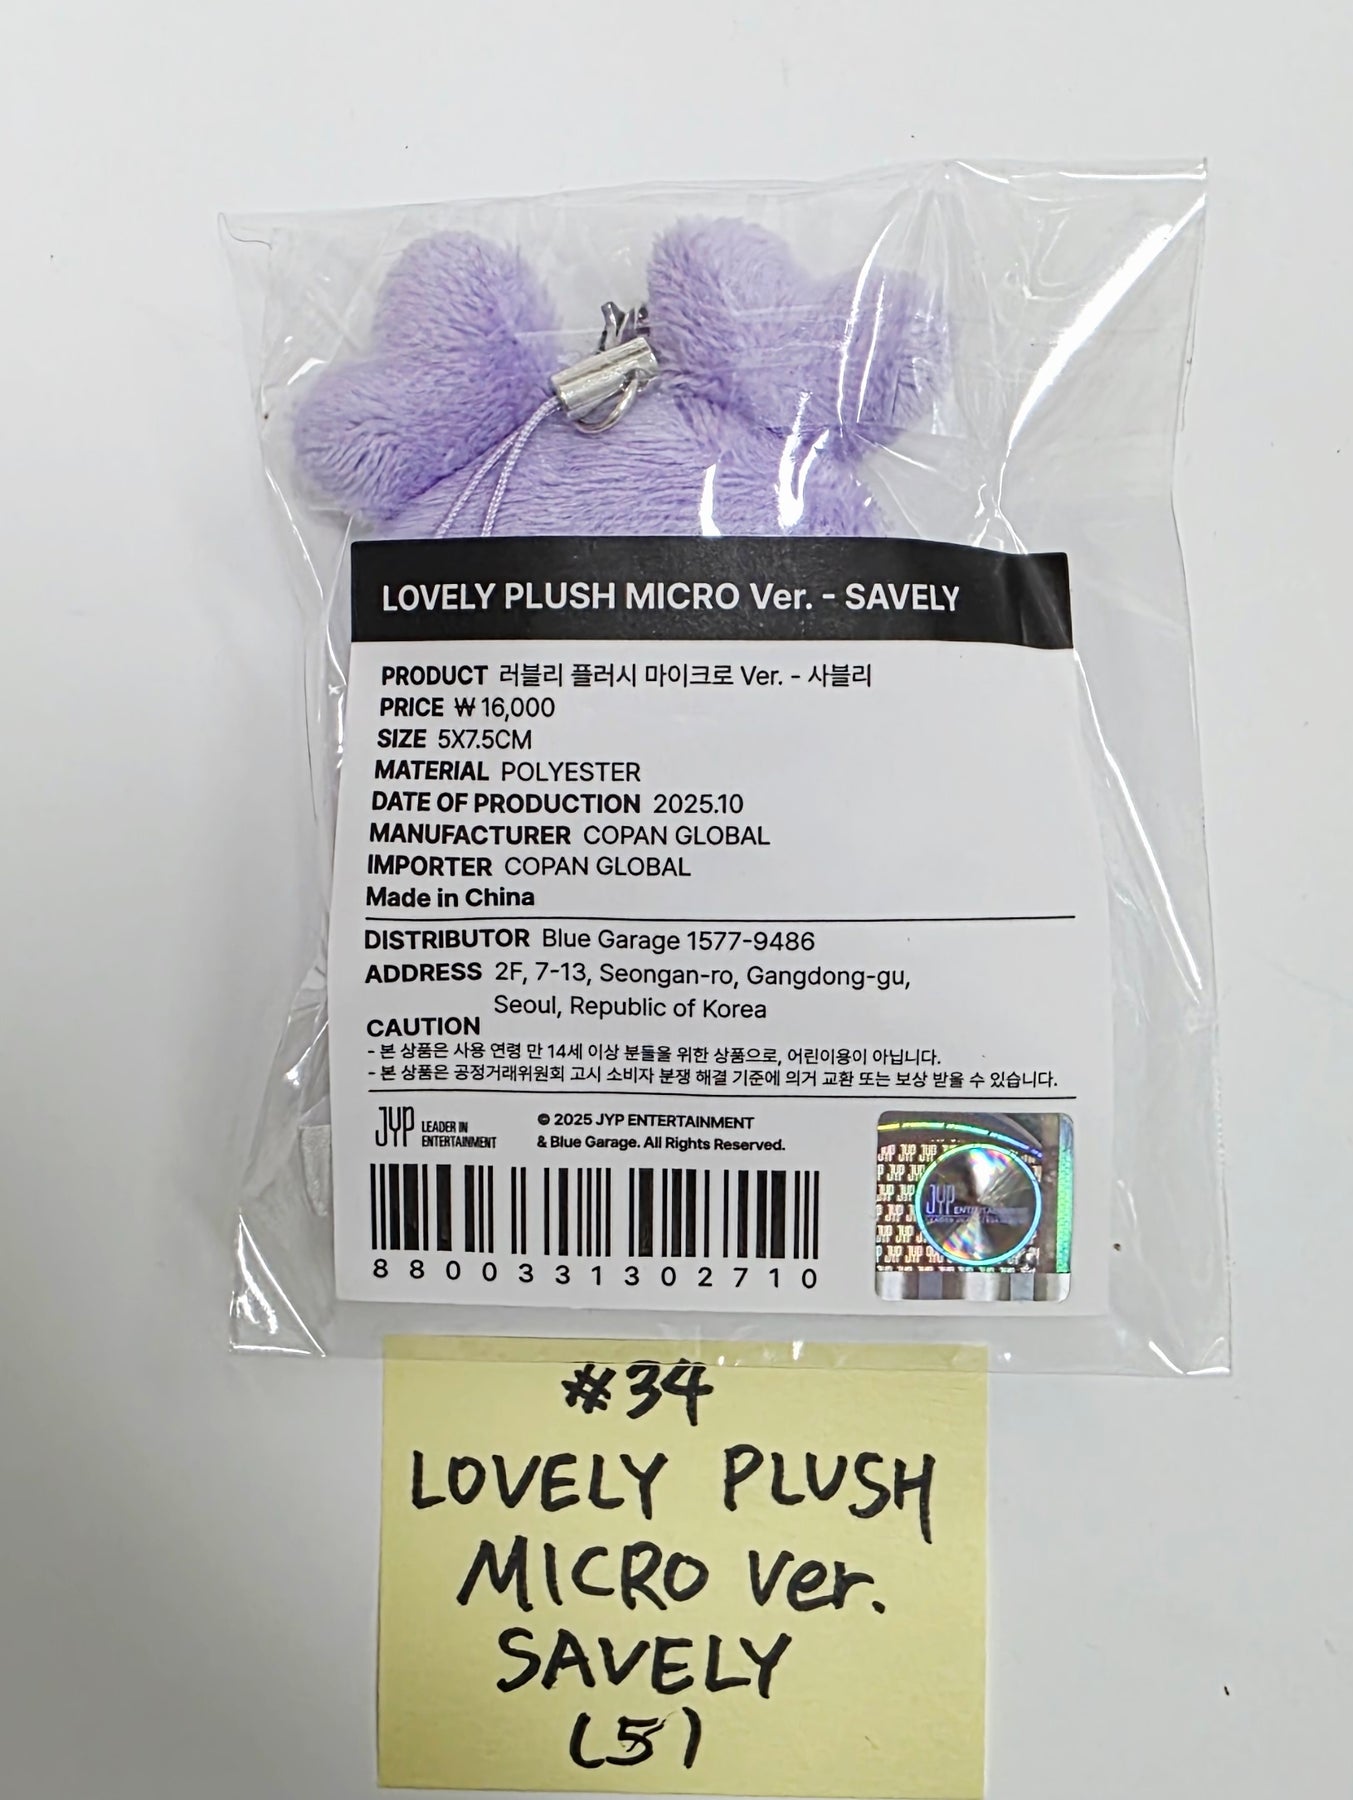 LOVELY PLUSH MICRO Ver. - SAVELY
PRODUCT 러블리 플러시 마이크로 Ver. - 사블리
PRICE ₩ 16,000
SIZE 5X7.5CM
MATERIAL POLYESTER
DATE OF PRODUCTION 2025.10
MANUFACTURER COPAN GLOBAL
IMPORTER COPAN GLOBAL
Made in China
DISTRIBUTOR Blue Garage 1577-9486
ADDRESS 2F, 7-13, Seongan-ro, Gangdong-gu,
Seoul, Republic of Korea
CAUTION
- 본 상품은 사용 연령 만 14세 이상 분들을 위한 상품으로, 어린이용이 아닙니다.
- 본 상품은 공정거래위원회 고시 소비자 분쟁 해결 기준에 의거 교환 또는 보상 받을 수 있습니다.
JYP LEADER IN
ENTERTAINMENT
© 2025 JYP ENTERTAINMENT
& Blue Garage. All Rights Reserved.
8800331302710
JYP
#34
LOVELY PLUSH
MICRO Ver.
SAVELY
(5)